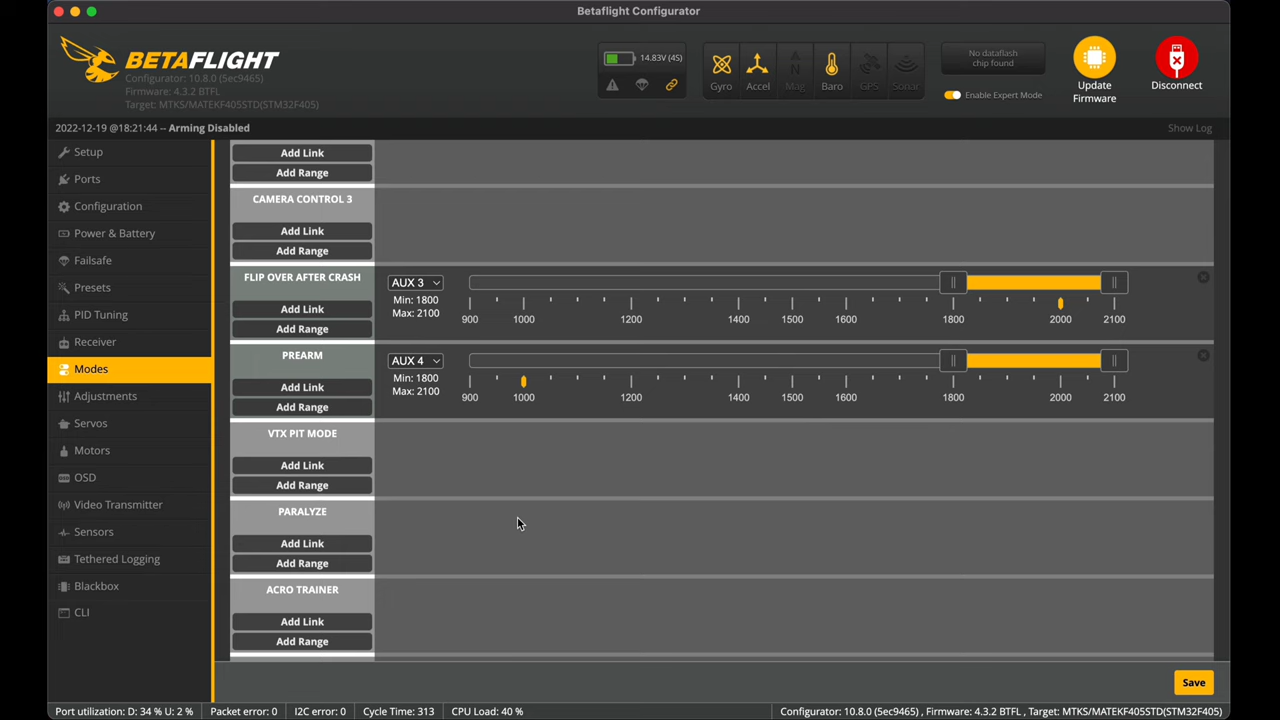 Betaflight Configurator
BETAFLIGHT
Configurator: 10.8.0 (5ec9465)
Firmware: 4.3.2 BTFL
Target: MTKS/MATEKF405STD(STM32F405)
14.83V (45)
Gyro
Accel
Mag
Baro
GPS
Sonar
No dataflash
chip found
Enable Expert Mode
Update
Firmware
Disconnect
2022-12-19 @18:21:44 -- Arming Disabled
Show Log
Setup
Ports
Configuration
Power & Battery
Failsafe
Presets
PID Tuning
Receiver
Modes
Adjustments
Servos
Motors
OSD
Video Transmitter
Sensors
Tethered Logging
Blackbox
CLI
Add Link
Add Range
CAMERA CONTROL 3
Add Link
Add Range
FLIP OVER AFTER CRASH
Add Link
Add Range
AUX 3
Min: 1800
Max: 2100
900 1000 1200 1400 1500 1600 1800 2000 2100
PREARM
Add Link
Add Range
AUX 4
Min: 1800
Max: 2100
900 1000 1200 1400 1500 1600 1800 2000 2100
VTX PIT MODE
Add Link
Add Range
PARALYZE
Add Link
Add Range
ACRO TRAINER
Add Link
Add Range
Save
Port utilization: D: 34 % U: 2 % Packet error: 0 I2C error: 0 Cycle Time: 313 CPU Load: 40 % Configurator: 10.8.0 (5ec9465) , Firmware: 4.3.2 BTFL , Target: MTKS/MATEKF405STD(STM32F405)